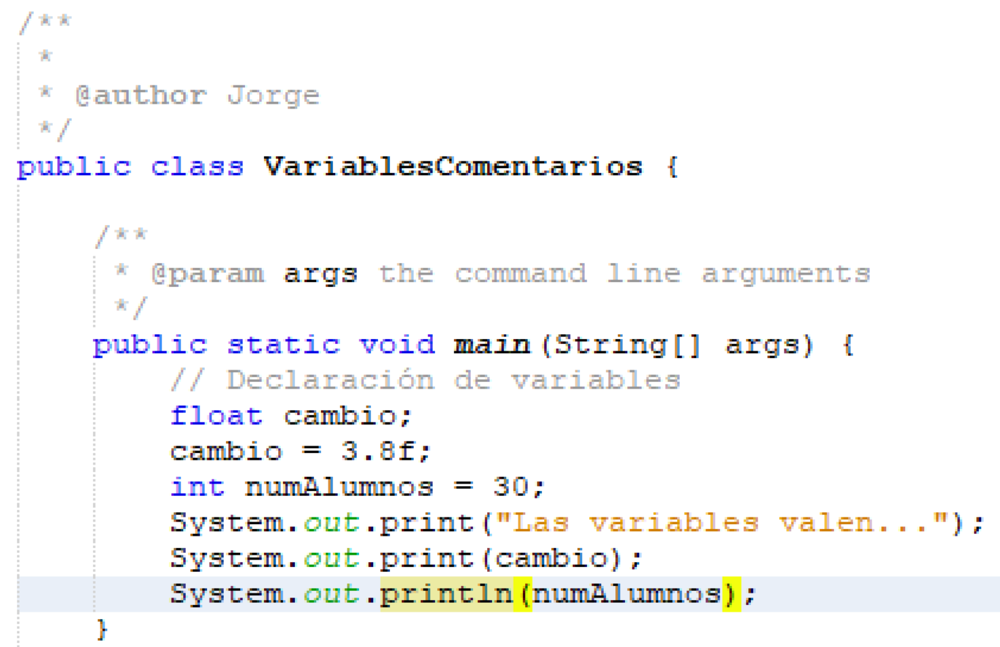 /**
 *
 * @author Jorge
 */
public class VariablesComentarios {
    /**
     * @param args the command line arguments
     */
    public static void main(String[] args) {
        // Declaración de variables
        float cambio;
        cambio = 3.8f;
        int numAlumnos = 30;
        System.out.print("Las variables valen...");
        System.out.print(cambio);
        System.out.println(numAlumnos);
    }